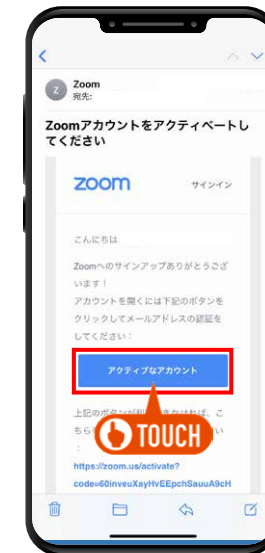 Z
Zoom
宛先:
Zoomアカウントをアクティベートし
てください
zoom
サインイン
こんにちは
Zoomへのサインアップありがとうござ
います！
アカウントを開くには下記のボタンを
クリックしてメールアドレスの認証を
してください：
アクティブなアカウント
上記のボタンが
ば、こ
ちら
い
:
TOUCH
https://zoom.us/activate?
code=60inveuXayHvEEpchSauuA9cH